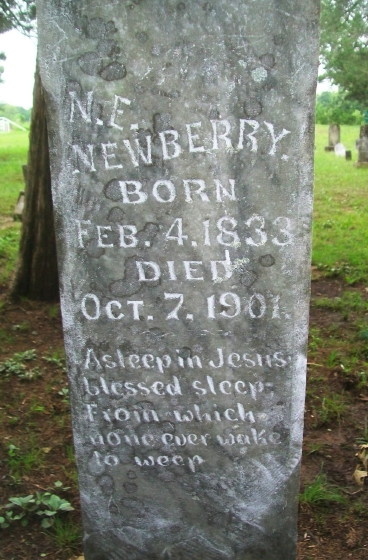 N.E.
NEWBERRY.
BORN
FEB. 4. 1833
DIED
OCT. 7. 1901.
Asleep in Jesus
blessed sleep.
From which
none ever wake
to weep